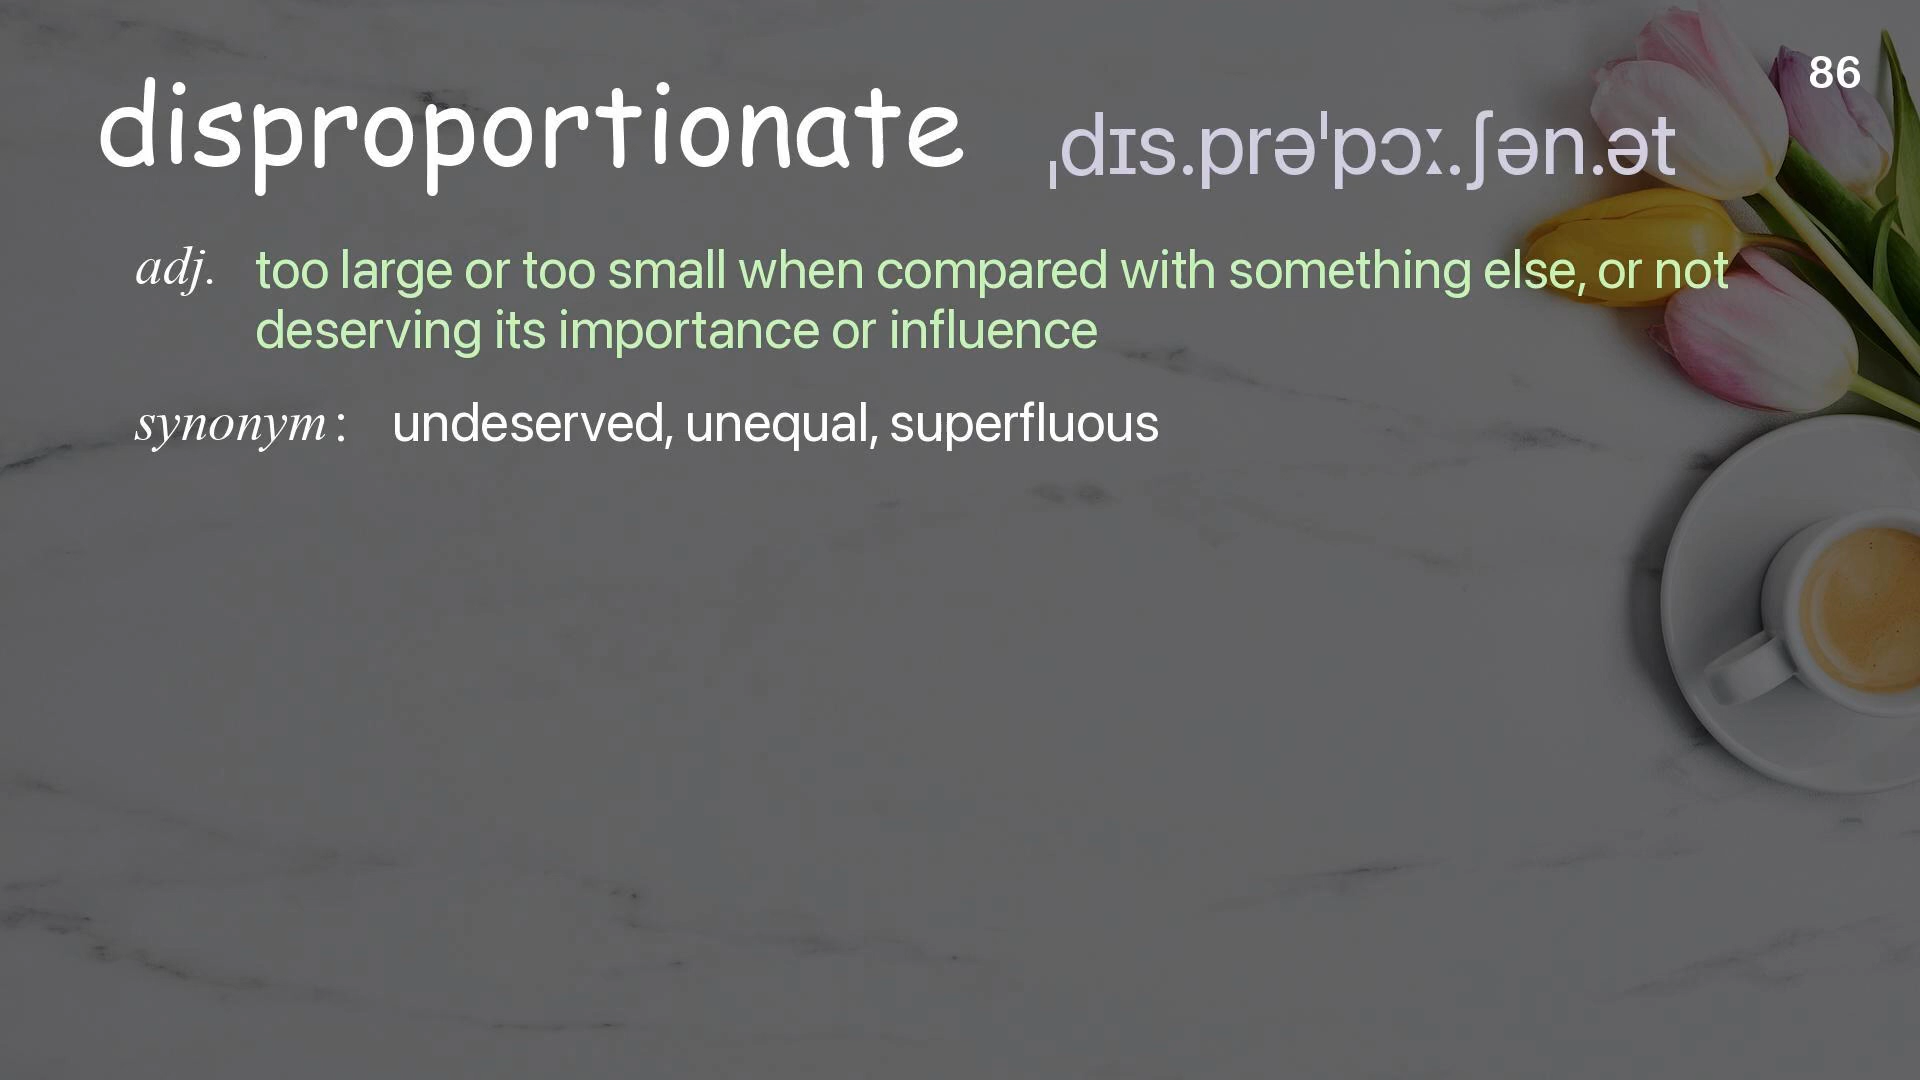 86
disproportionate ˌdɪs.prəˈpɔː.ʃən.ət
adj. too large or too small when compared with something else, or not
deserving its importance or influence
synonym: undeserved, unequal, superfluous